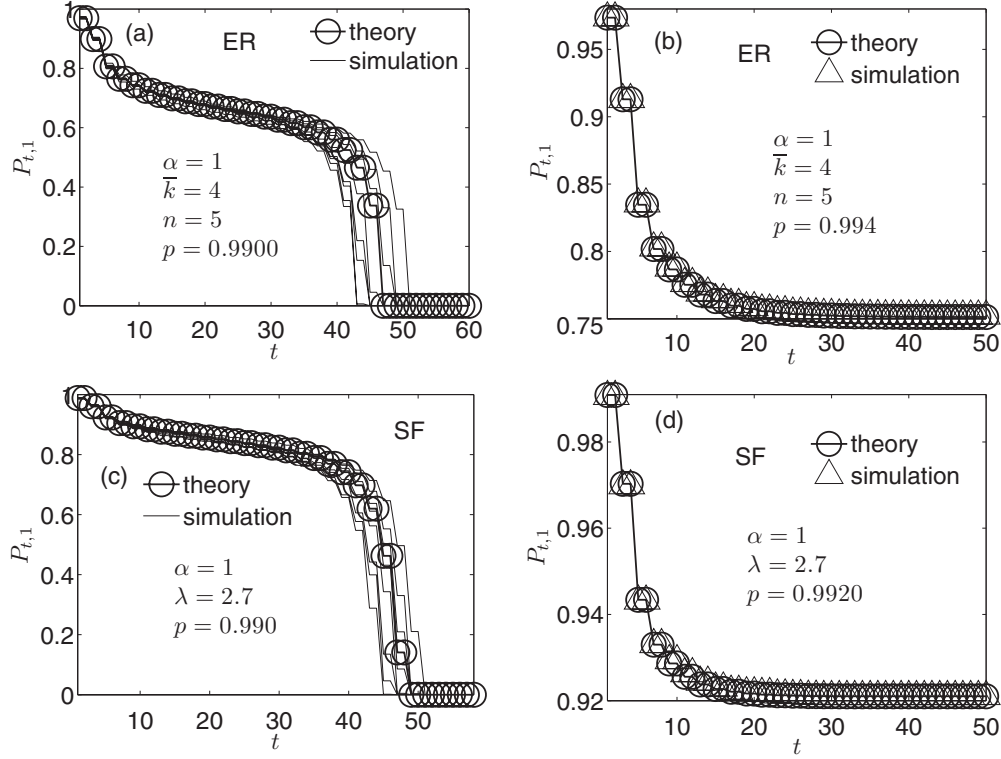 (a)
ER
theory
simulation
α = 1
k̅ = 4
n = 5
p = 0.9900
P_{t,1}
1
0.8
0.6
0.4
0.2
0
10 20 30 40 50 60
t
(b)
ER
theory
simulation
α = 1
k̅ = 4
n = 5
p = 0.994
P_{t,1}
0.95
0.9
0.85
0.8
0.75
10 20 30 40 50
t
(c)
SF
theory
simulation
α = 1
λ = 2.7
p = 0.990
P_{t,1}
1
0.8
0.6
0.4
0.2
0
10 20 30 40 50
t
(d)
SF
theory
simulation
α = 1
λ = 2.7
p = 0.9920
P_{t,1}
0.98
0.96
0.94
0.92
10 20 30 40 50
t